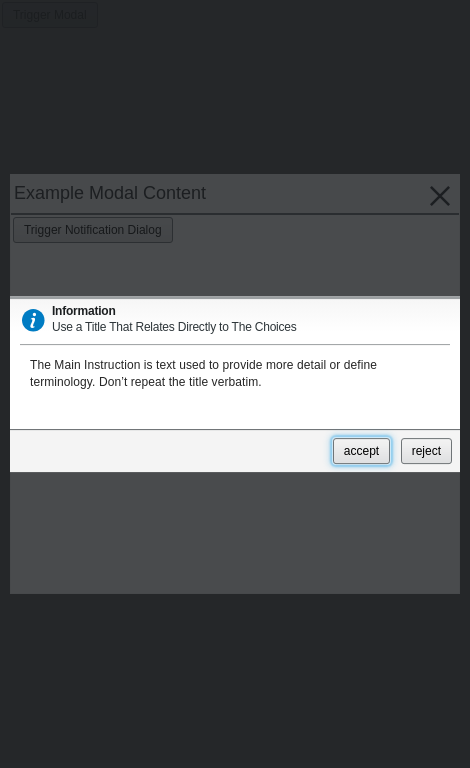 Trigger Modal
Example Modal Content
Trigger Notification Dialog
Information
Use a Title That Relates Directly to The Choices
The Main Instruction is text used to provide more detail or define
terminology. Don’t repeat the title verbatim.
accept reject